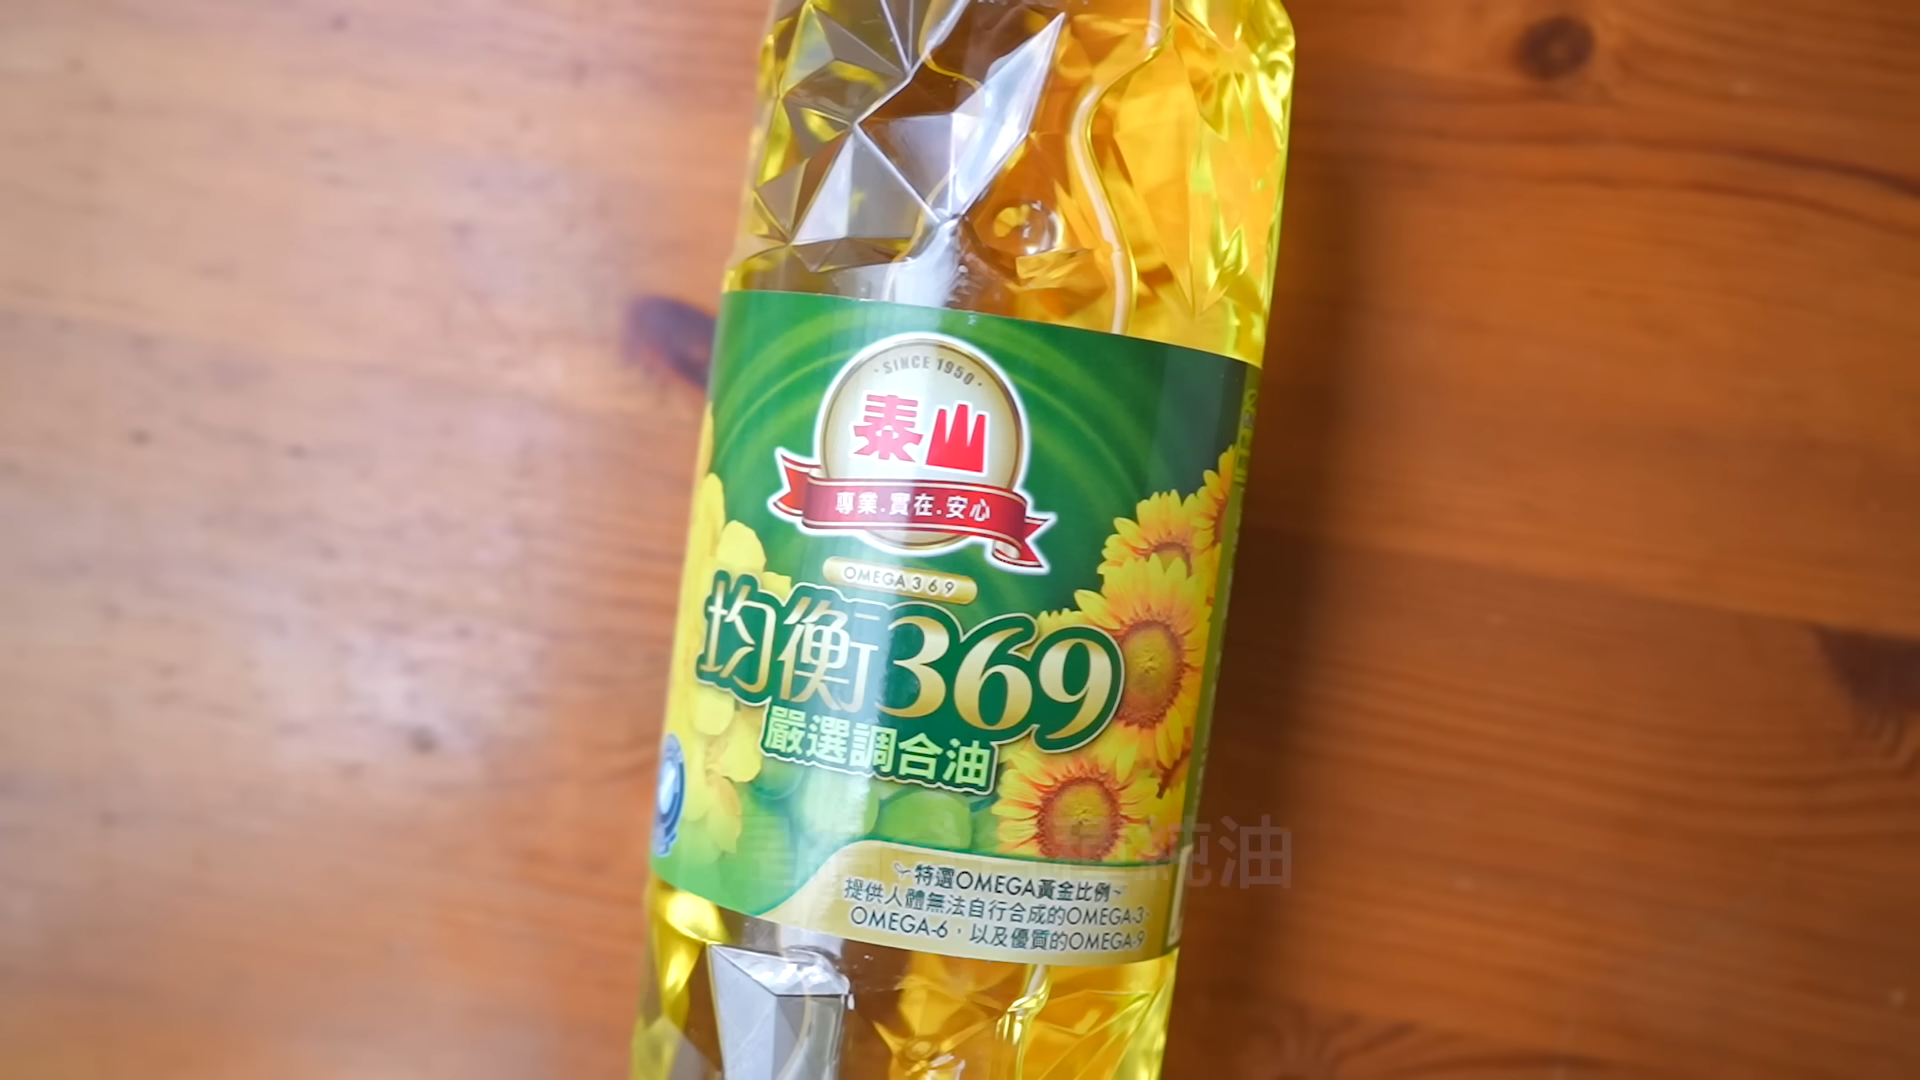 SINCE 1950
泰山
專業.實在.安心
OMEGA 3 6 9
均衡369
嚴選調合油
特選OMEGA黃金比例
提供人體無法自行合成的OMEGA-3、
OMEGA-6，以及優質的OMEGA-9